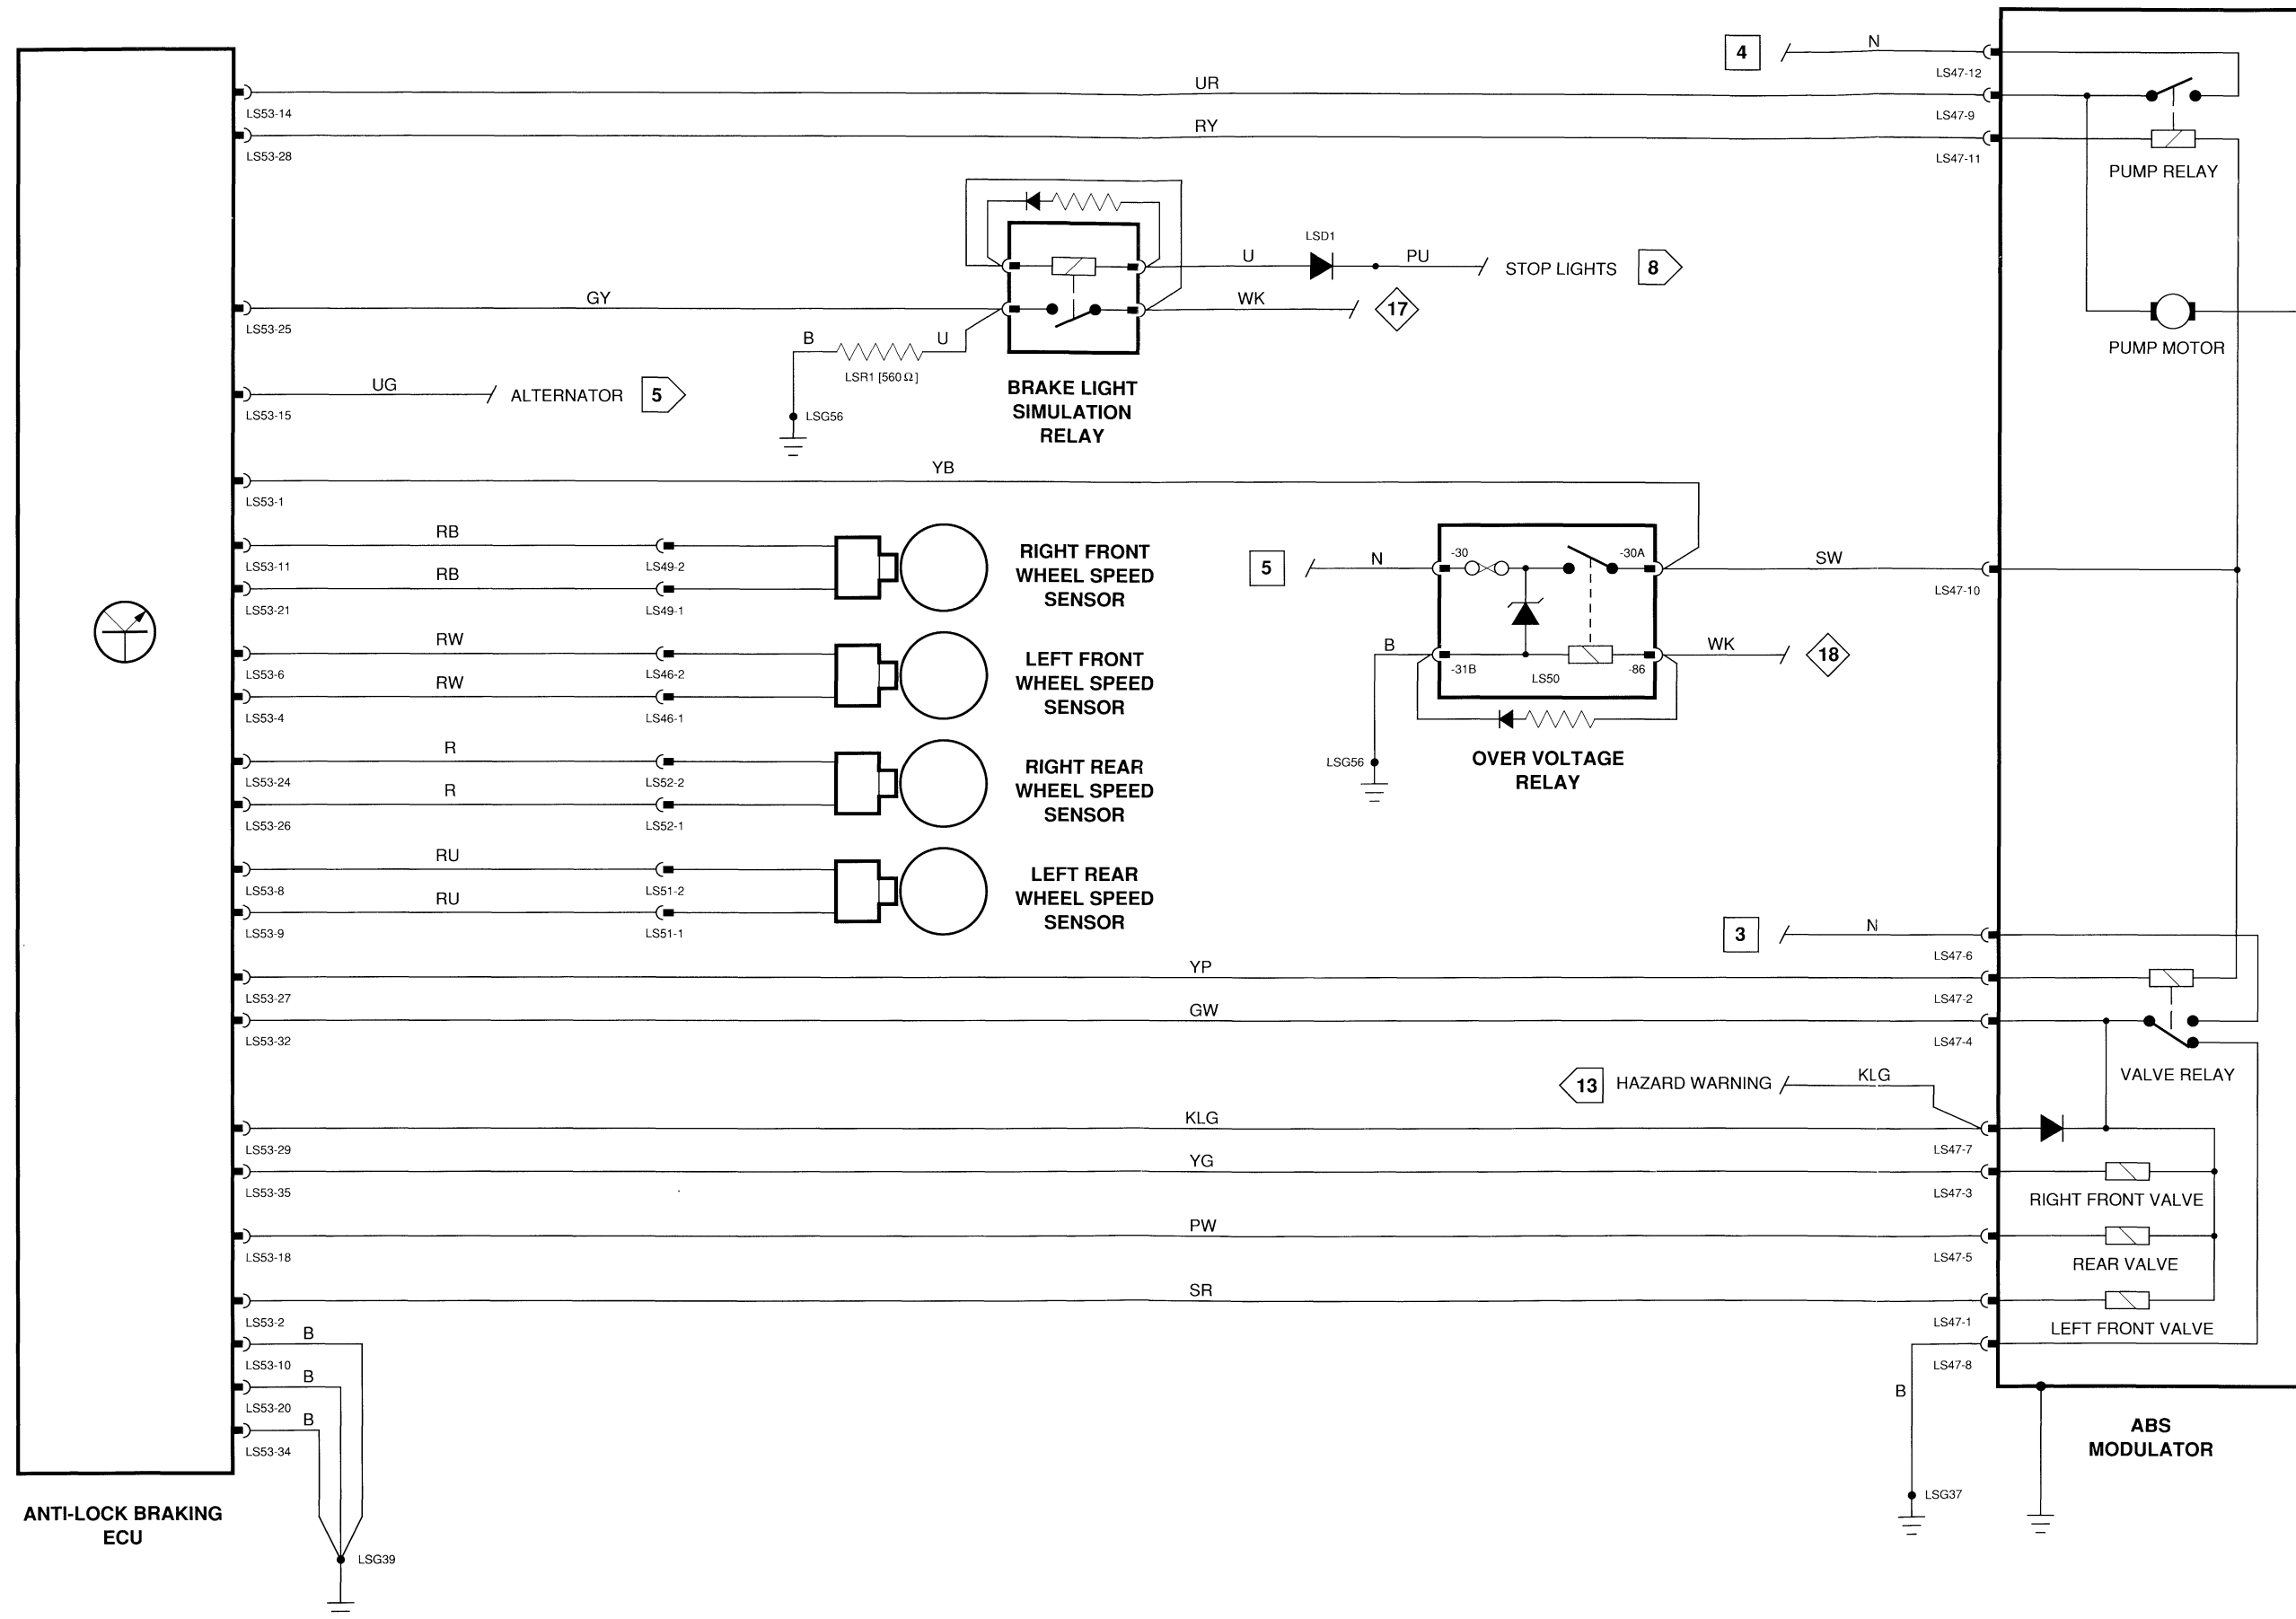 4
N
LS47-12
UR
LS53-14
LS47-9
RY
LS53-28
LS47-11
PUMP RELAY
LSD1
U
PU
STOP LIGHTS
8
GY
WK
17
LS53-25
B
U
LSR1 [560 Ω]
PUMP MOTOR
UG
ALTERNATOR
5
LS53-15
LSG56
BRAKE LIGHT
SIMULATION
RELAY
YB
LS53-1
RB
LS53-11
LS49-2
RB
LS53-21
LS49-1
RIGHT FRONT
WHEEL SPEED
SENSOR
5
N
-30
-30A
SW
LS47-10
RW
LS53-6
LS46-2
RW
LS53-4
LS46-1
LEFT FRONT
WHEEL SPEED
SENSOR
B
-31B
LS50
-86
WK
18
R
LS53-24
LS52-2
R
LS53-26
LS52-1
RIGHT REAR
WHEEL SPEED
SENSOR
LSG56
OVER VOLTAGE
RELAY
RU
LS53-8
LS51-2
RU
LS53-9
LS51-1
LEFT REAR
WHEEL SPEED
SENSOR
3
N
LS47-6
YP
LS53-27
LS47-2
GW
LS53-32
LS47-4
VALVE RELAY
13
HAZARD WARNING
KLG
KLG
LS53-29
LS47-7
YG
LS53-35
LS47-3
RIGHT FRONT VALVE
PW
LS53-18
LS47-5
REAR VALVE
SR
LS53-2
LS47-1
LEFT FRONT VALVE
B
LS53-10
LS47-8
B
LS53-20
B
B
LS53-34
ABS
MODULATOR
LSG37
ANTI-LOCK BRAKING
ECU
LSG39